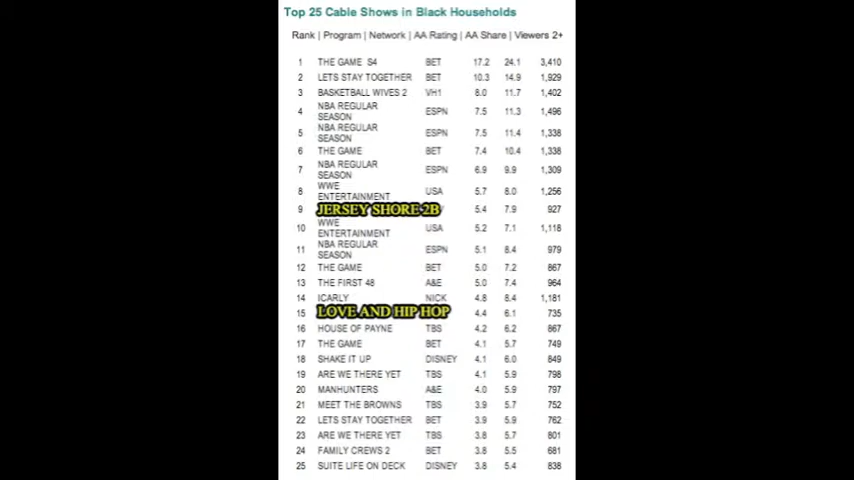 Top 25 Cable Shows in Black Households
Rank | Program | Network | AA Rating | AA Share | Viewers 2+
1 THE GAME S4 BET 17.2 24.1 3,410
2 LETS STAY TOGETHER BET 10.3 14.9 1,929
3 BASKETBALL WIVES 2 VH1 8.0 11.7 1,402
4 NBA REGULAR SEASON ESPN 7.5 11.3 1,496
5 NBA REGULAR SEASON ESPN 7.5 11.4 1,338
6 THE GAME BET 7.4 10.4 1,338
7 NBA REGULAR SEASON ESPN 6.9 9.9 1,309
8 WWE ENTERTAINMENT USA 5.7 8.0 1,256
9 JERSEY SHORE 2B 5.4 7.9 927
10 WWE ENTERTAINMENT USA 5.2 7.1 1,118
11 NBA REGULAR SEASON ESPN 5.1 8.4 979
12 THE GAME BET 5.0 7.2 867
13 THE FIRST 48 A&E 5.0 7.4 964
14 ICARLY NICK 4.8 8.4 1,181
15 LOVE AND HIP HOP 4.4 6.1 735
16 HOUSE OF PAYNE TBS 4.2 6.2 867
17 THE GAME BET 4.1 5.7 749
18 SHAKE IT UP DISNEY 4.1 6.0 849
19 ARE WE THERE YET TBS 4.1 5.9 798
20 MANHUNTERS A&E 4.0 5.9 797
21 MEET THE BROWNS TBS 3.9 5.7 752
22 LETS STAY TOGETHER BET 3.9 5.9 762
23 ARE WE THERE YET TBS 3.8 5.7 801
24 FAMILY CREWS 2 BET 3.8 5.5 681
25 SUITE LIFE ON DECK DISNEY 3.8 5.4 838